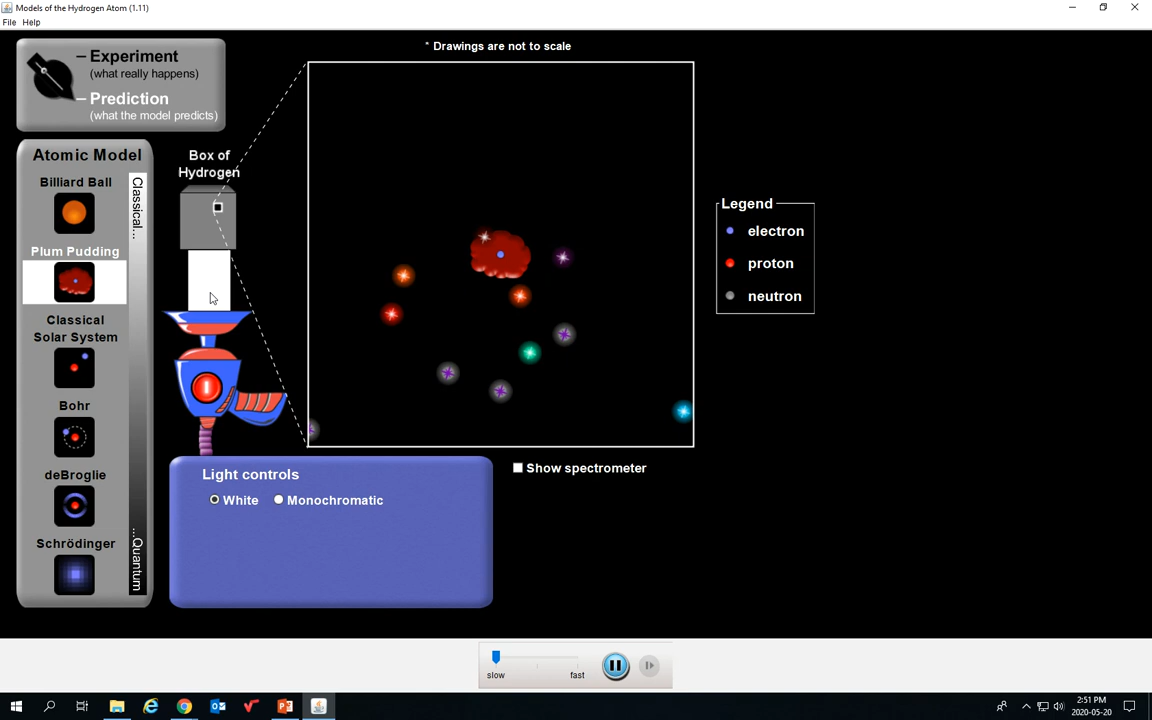 Models of the Hydrogen Atom (1.11)
File Help
Experiment
(what really happens)
Prediction
(what the model predicts)
* Drawings are not to scale
Atomic Model
Billiard Ball
Plum Pudding
Classical
Solar System
Bohr
deBroglie
Schrödinger
Classical...
...Quantum
Box of
Hydrogen
Legend
electron
proton
neutron
Light controls
White Monochromatic
Show spectrometer
slow fast
2:51 PM
2020-05-20